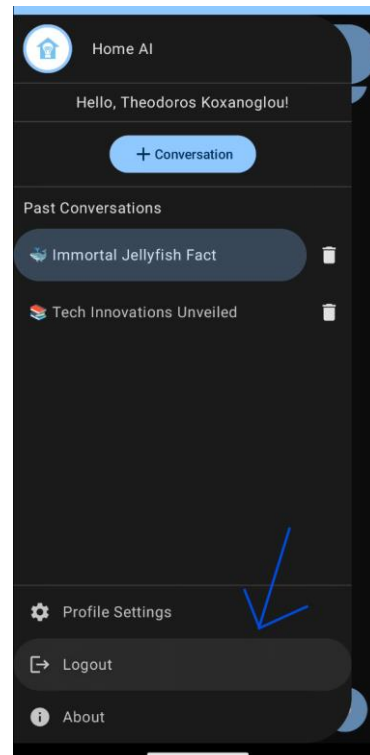 Home AI
Hello, Theodoros Koxanoglou!
+ Conversation
Past Conversations
🐳 Immortal Jellyfish Fact
📚 Tech Innovations Unveiled
Profile Settings
Logout
About